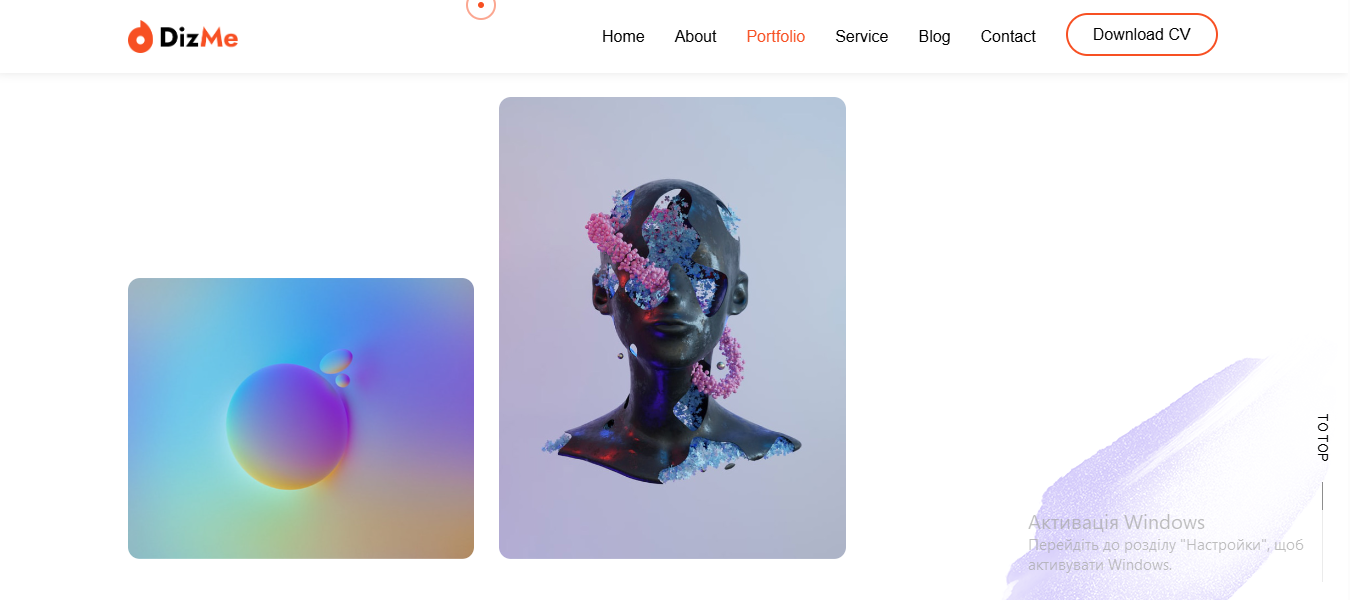 DizMe
Home
About
Portfolio
Service
Blog
Contact
Download CV
TO TOP
Активація Windows
Перейдіть до розділу "Настройки", щоб
активувати Windows.